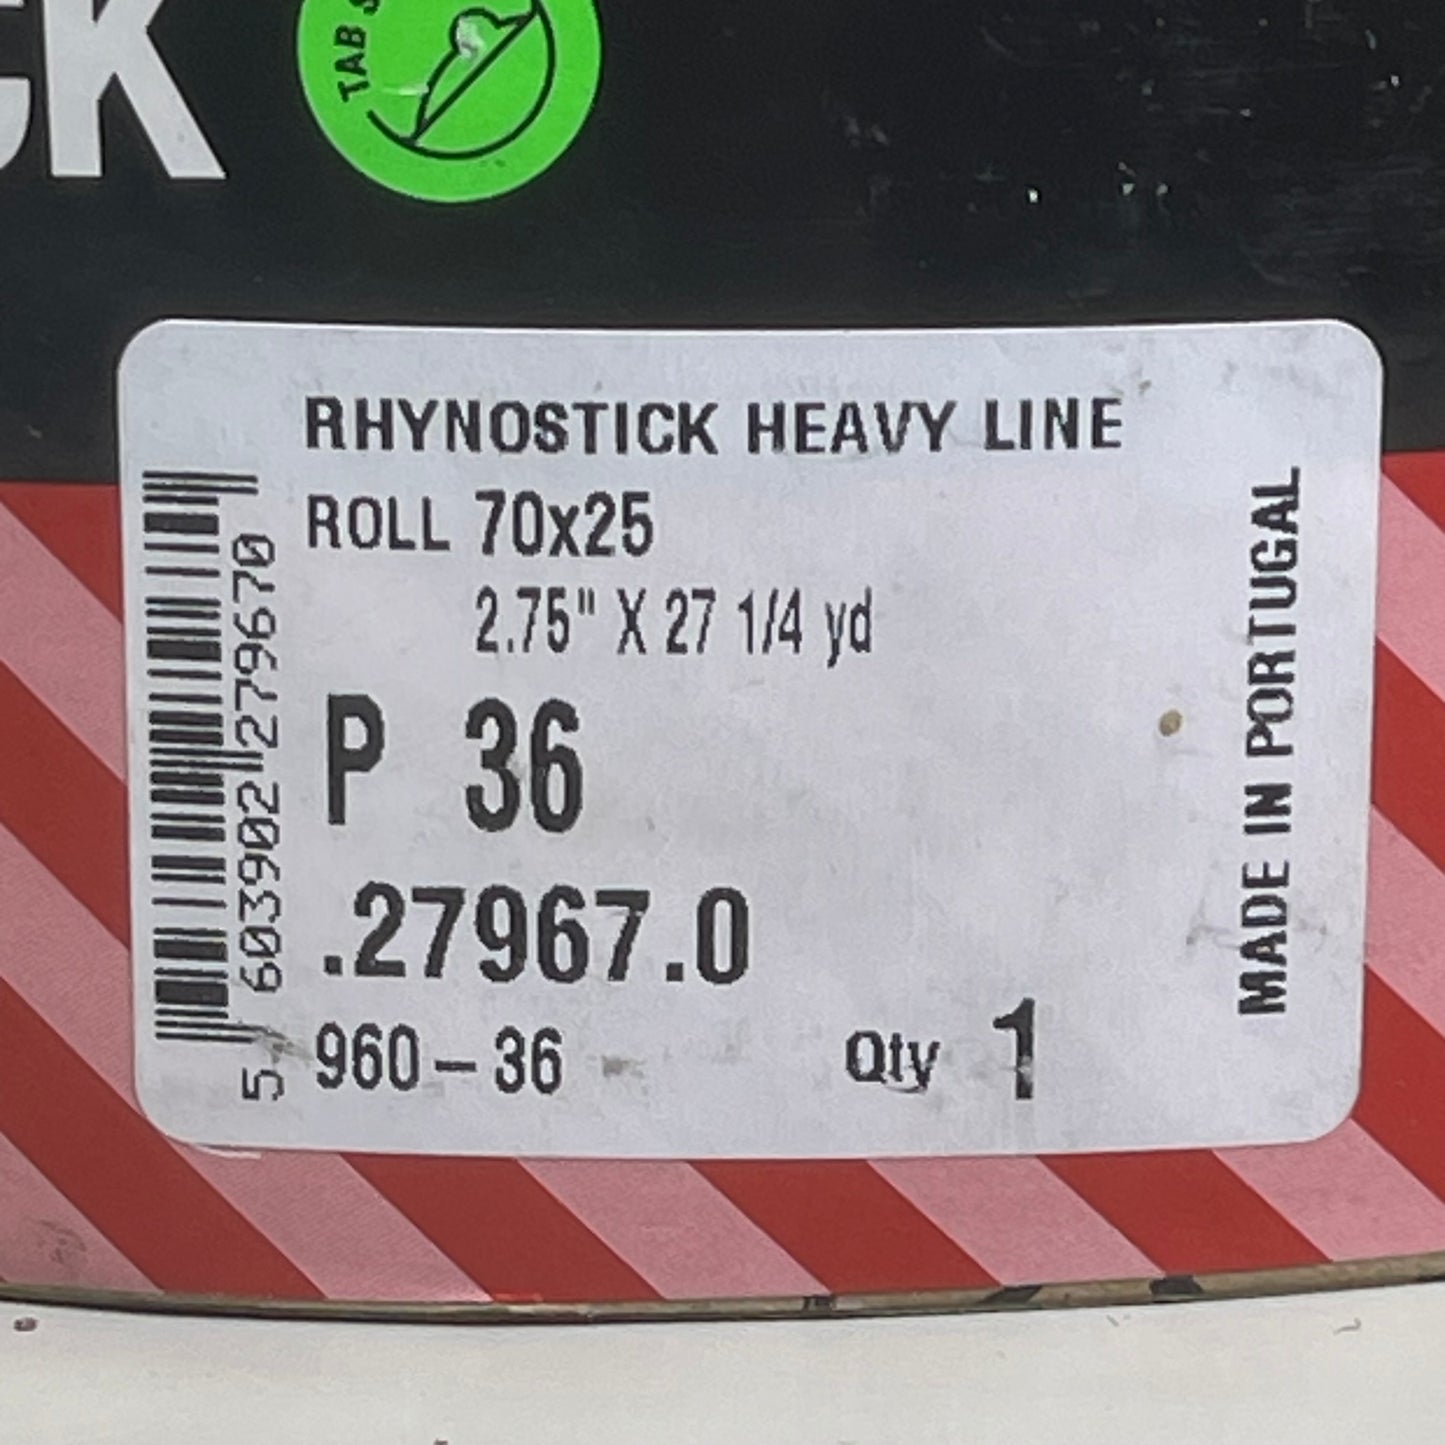 CK
TAB S
RHYNOSTICK HEAVY LINE
ROLL 70x25
2.75" X 27 1/4 yd
P 36
.27967.0
960-36 Qty 1
5 603902 279670
MADE IN PORTUGAL